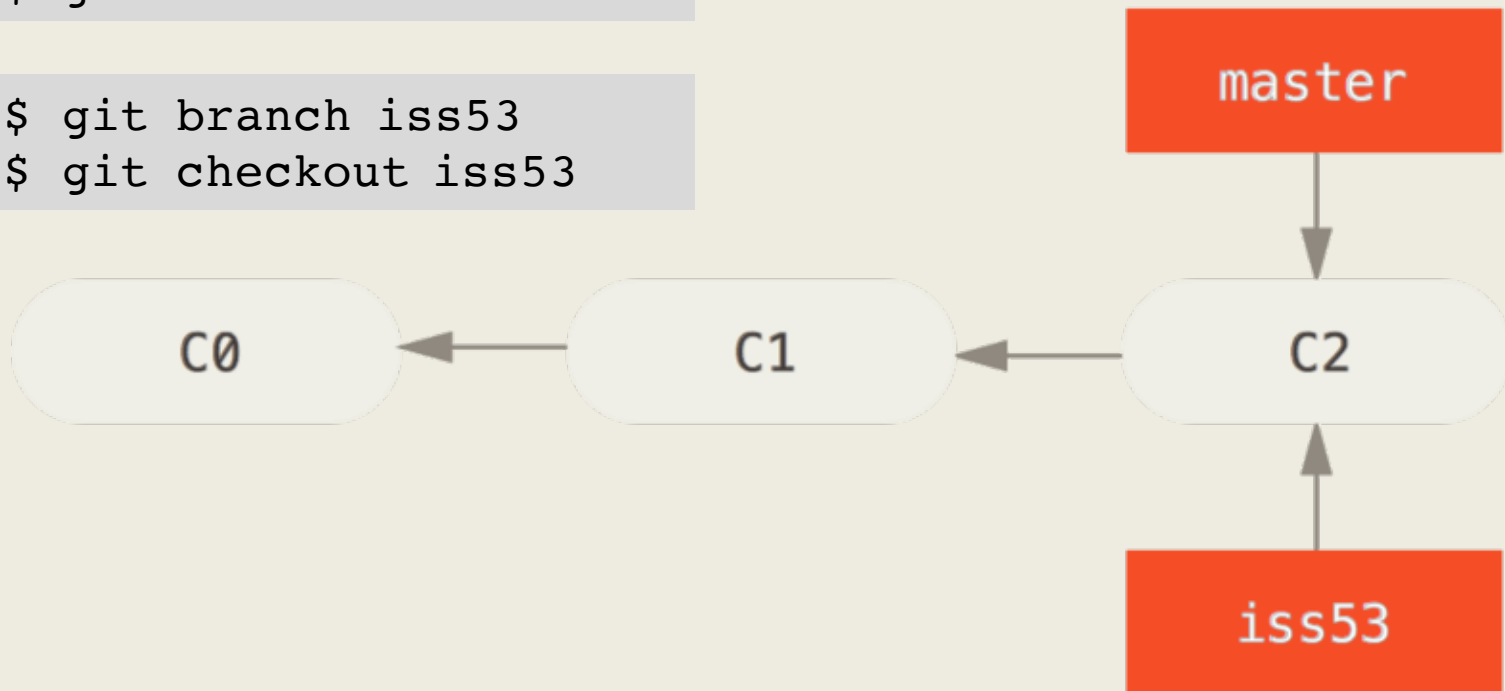 $ git branch iss53
$ git checkout iss53
master
C0
C1
C2
iss53